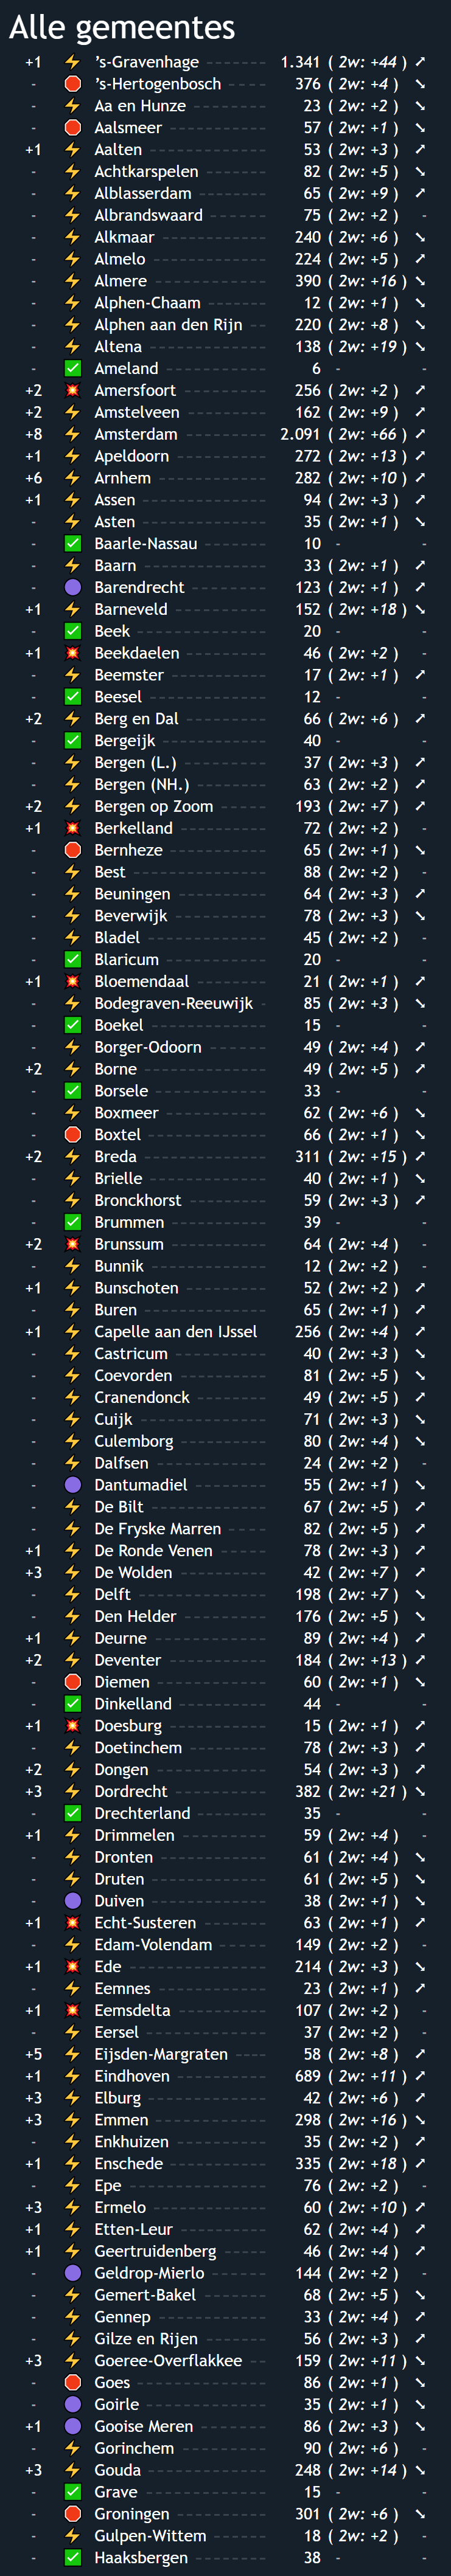 Alle gemeentes
+1 ⚡ ’s-Gravenhage ------- 1.341 ( 2w: +44 ) ➚
- 🛑 ’s-Hertogenbosch ----- 376 ( 2w: +4 ) ➘
- ⚡ Aa en Hunze 23 ( 2w: +2 ) ➘
- 🛑 Aalsmeer 57 ( 2w: +1 ) ➘
+1 ⚡ Aalten 53 ( 2w: +3 ) ➚
- ⚡ Achtkarspelen 82 ( 2w: +5 ) ➘
- ⚡ Alblasserdam 65 ( 2w: +9 ) ➚
- ⚡ Albrandswaard 75 ( 2w: +2 ) -
- ⚡ Alkmaar 240 ( 2w: +6 ) ➘
- ⚡ Almelo 224 ( 2w: +5 ) ➚
- ⚡ Almere 390 ( 2w: +16 ) ➘
- ⚡ Alphen-Chaam 12 ( 2w: +1 ) ➘
- ⚡ Alphen aan den Rijn 220 ( 2w: +8 ) ➘
- ⚡ Altena 138 ( 2w: +19 ) ➘
- ✅ Ameland 6 - -
+2 💥 Amersfoort 256 ( 2w: +2 ) ➚
+2 ⚡ Amstelveen 162 ( 2w: +9 ) ➚
+8 ⚡ Amsterdam 2.091 ( 2w: +66 ) ➚
+1 ⚡ Apeldoorn 272 ( 2w: +13 ) ➚
+6 ⚡ Arnhem 282 ( 2w: +10 ) ➚
+1 ⚡ Assen 94 ( 2w: +3 ) ➚
- ⚡ Asten 35 ( 2w: +1 ) ➘
- ✅ Baarle-Nassau 10 - -
- ⚡ Baarn 33 ( 2w: +1 ) ➚
- 🟣 Barendrecht 123 ( 2w: +1 ) ➚
+1 ⚡ Barneveld 152 ( 2w: +18 ) ➘
- ✅ Beek 20 - -
+1 💥 Beekdaelen 46 ( 2w: +2 ) -
- ⚡ Beemster 17 ( 2w: +1 ) ➚
- ✅ Beesel 12 - -
+2 ⚡ Berg en Dal 66 ( 2w: +6 ) ➚
- ✅ Bergeijk 40 - -
- ⚡ Bergen (L.) 37 ( 2w: +3 ) ➚
- ⚡ Bergen (NH.) 63 ( 2w: +2 ) ➚
+2 ⚡ Bergen op Zoom 193 ( 2w: +7 ) ➚
+1 💥 Berkelland 72 ( 2w: +2 ) -
- 🛑 Bernheze 65 ( 2w: +1 ) ➘
- ⚡ Best 88 ( 2w: +2 ) -
- ⚡ Beuningen 64 ( 2w: +3 ) ➚
- ⚡ Beverwijk 78 ( 2w: +3 ) ➘
- ⚡ Bladel 45 ( 2w: +2 ) -
- ✅ Blaricum 20 - -
+1 💥 Bloemendaal 21 ( 2w: +1 ) ➚
- ⚡ Bodegraven-Reeuwijk 85 ( 2w: +3 ) ➘
- ✅ Boekel 15 - -
- ⚡ Borger-Odoorn 49 ( 2w: +4 ) ➚
+2 ⚡ Borne 49 ( 2w: +5 ) ➚
- ✅ Borsele 33 - -
- ⚡ Boxmeer 62 ( 2w: +6 ) ➘
- 🛑 Boxtel 66 ( 2w: +1 ) ➘
+2 ⚡ Breda 311 ( 2w: +15 ) ➚
- ⚡ Brielle 40 ( 2w: +1 ) ➘
- ⚡ Bronckhorst 59 ( 2w: +3 ) ➚
- ✅ Brummen 39 - -
+2 💥 Brunssum 64 ( 2w: +4 ) -
- ⚡ Bunnik 12 ( 2w: +2 ) -
+1 ⚡ Bunschoten 52 ( 2w: +2 ) ➚
- ⚡ Buren 65 ( 2w: +1 ) ➚
+1 ⚡ Capelle aan den IJssel 256 ( 2w: +4 ) ➚
- ⚡ Castricum 40 ( 2w: +3 ) ➘
- ⚡ Coevorden 81 ( 2w: +5 ) ➘
- ⚡ Cranendonck 49 ( 2w: +5 ) ➚
- ⚡ Cuijk 71 ( 2w: +3 ) ➘
- ⚡ Culemborg 80 ( 2w: +4 ) ➘
- ⚡ Dalfsen 24 ( 2w: +2 ) -
- 🟣 Dantumadiel 55 ( 2w: +1 ) ➘
- ⚡ De Bilt 67 ( 2w: +5 ) ➚
- ⚡ De Fryske Marren 82 ( 2w: +5 ) ➚
+1 ⚡ De Ronde Venen 78 ( 2w: +3 ) ➚
+3 ⚡ De Wolden 42 ( 2w: +7 ) ➚
- ⚡ Delft 198 ( 2w: +7 ) ➘
- ⚡ Den Helder 176 ( 2w: +5 ) ➘
+1 ⚡ Deurne 89 ( 2w: +4 ) ➚
+2 ⚡ Deventer 184 ( 2w: +13 ) ➚
- 🛑 Diemen 60 ( 2w: +1 ) ➘
- ✅ Dinkelland 44 - -
+1 💥 Doesburg 15 ( 2w: +1 ) ➚
- ⚡ Doetinchem 78 ( 2w: +3 ) ➚
+2 ⚡ Dongen 54 ( 2w: +3 ) ➚
+3 ⚡ Dordrecht 382 ( 2w: +21 ) ➘
- ✅ Drechterland 35 - -
+1 ⚡ Drimmelen 59 ( 2w: +4 ) -
- ⚡ Dronten 61 ( 2w: +4 ) ➘
- ⚡ Druten 61 ( 2w: +5 ) ➘
- 🟣 Duiven 38 ( 2w: +1 ) ➘
+1 💥 Echt-Susteren 63 ( 2w: +1 ) ➚
- ⚡ Edam-Volendam 149 ( 2w: +2 ) -
+1 💥 Ede 214 ( 2w: +3 ) ➘
- ⚡ Eemnes 23 ( 2w: +1 ) ➚
+1 💥 Eemsdelta 107 ( 2w: +2 ) -
- ⚡ Eersel 37 ( 2w: +2 ) -
+5 ⚡ Eijsden-Margraten 58 ( 2w: +8 ) ➚
+1 ⚡ Eindhoven 689 ( 2w: +11 ) ➚
+3 ⚡ Elburg 42 ( 2w: +6 ) ➚
+3 ⚡ Emmen 298 ( 2w: +16 ) ➘
- ⚡ Enkhuizen 35 ( 2w: +2 ) ➚
+1 ⚡ Enschede 335 ( 2w: +18 ) ➚
- ⚡ Epe 76 ( 2w: +2 ) -
+3 ⚡ Ermelo 60 ( 2w: +10 ) ➚
+1 ⚡ Etten-Leur 62 ( 2w: +4 ) ➚
+1 ⚡ Geertruidenberg 46 ( 2w: +4 ) ➚
- 🟣 Geldrop-Mierlo 144 ( 2w: +2 ) -
- ⚡ Gemert-Bakel 68 ( 2w: +5 ) ➘
- ⚡ Gennep 33 ( 2w: +4 ) ➚
- ⚡ Gilze en Rijen 56 ( 2w: +3 ) ➚
+3 ⚡ Goeree-Overflakkee 159 ( 2w: +11 ) ➘
- 🛑 Goes 86 ( 2w: +1 ) ➘
- 🟣 Goirle 35 ( 2w: +1 ) ➘
+1 🟣 Gooise Meren 86 ( 2w: +3 ) ➘
- ⚡ Gorinchem 90 ( 2w: +6 ) -
+3 ⚡ Gouda 248 ( 2w: +14 ) ➘
- ✅ Grave 15 - -
- 🛑 Groningen 301 ( 2w: +6 ) ➘
- ⚡ Gulpen-Wittem 18 ( 2w: +2 ) -
- ✅ Haaksbergen 38 - -